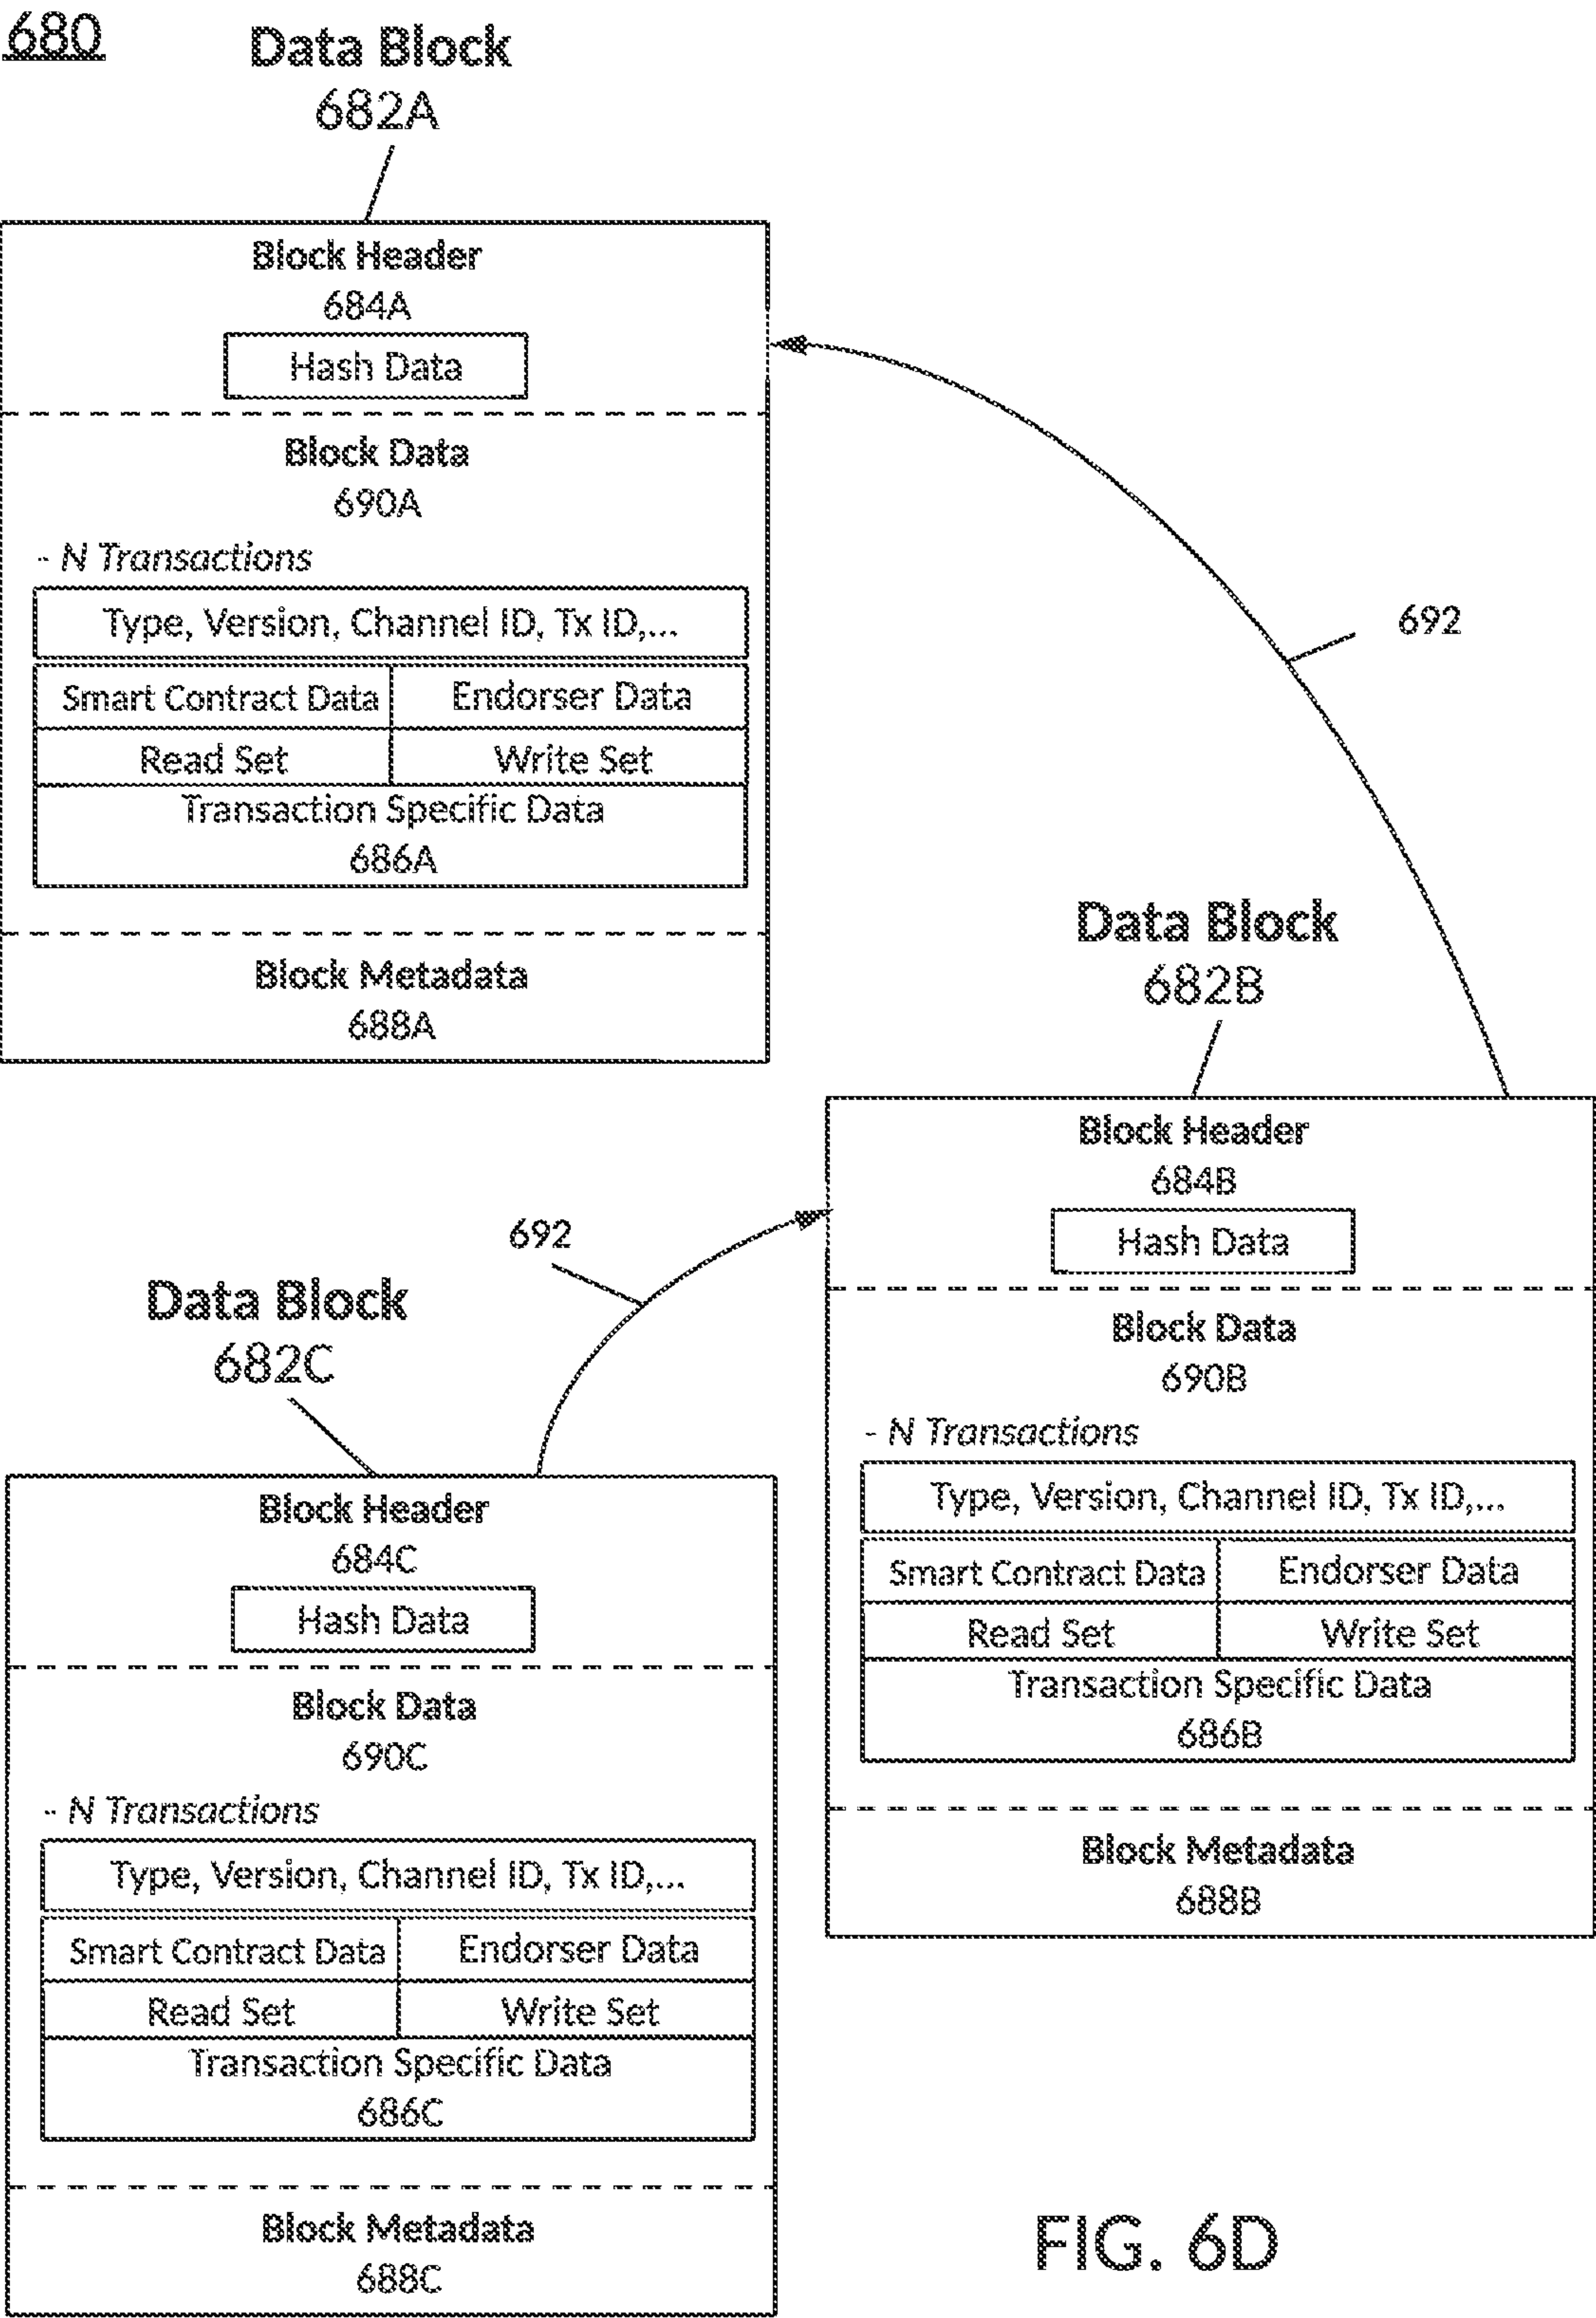 680
Data Block
682A
Block Header
684A
Hash Data
Block Data
690A
- N Transactions
Type, Version, Channel ID, Tx ID,...
Smart Contract Data Endorser Data
Read Set Write Set
Transaction Specific Data
686A
Block Metadata
688A
692
Data Block
682B
Block Header
684B
Hash Data
Block Data
690B
- N Transactions
Type, Version, Channel ID, Tx ID,...
Smart Contract Data Endorser Data
Read Set Write Set
Transaction Specific Data
686B
Block Metadata
688B
692
Data Block
682C
Block Header
684C
Hash Data
Block Data
690C
- N Transactions
Type, Version, Channel ID, Tx ID,...
Smart Contract Data Endorser Data
Read Set Write Set
Transaction Specific Data
686C
Block Metadata
688C
FIG. 6D